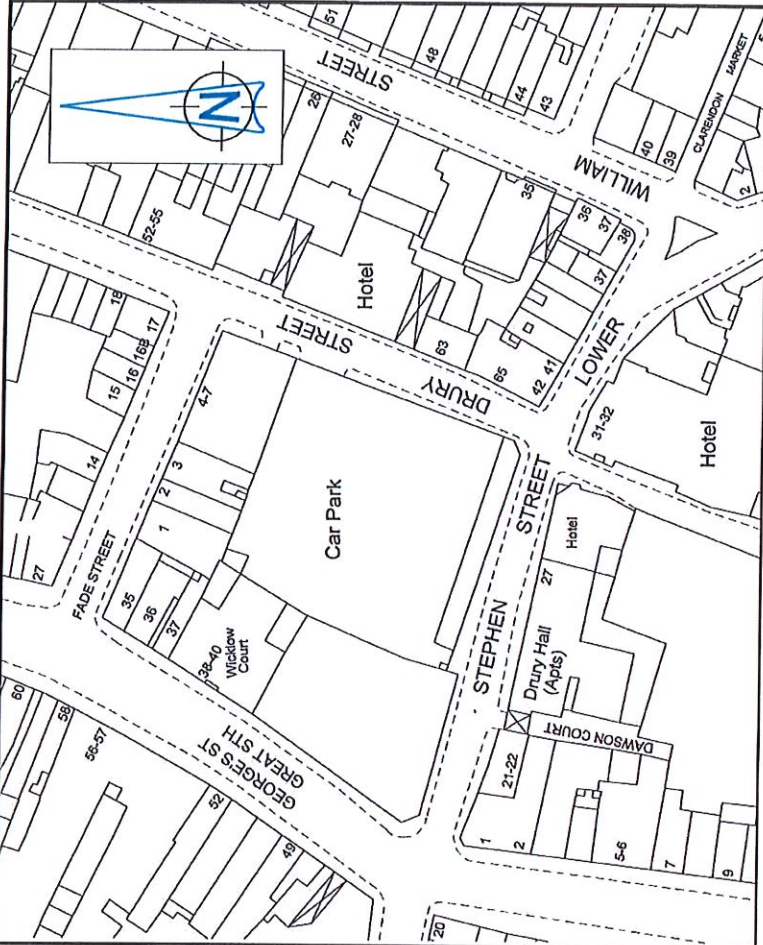 51
STREET
48
44
43
26
27-28
N
52-55
35
40
39
CLARENDON
MARKET
2
WILLIAM
36
37
38
37
18
17
16B
16
15
14
27
FADE STREET
STREET
Hotel
63
65
DRURY
42
41
LOWER
4-7
3
2
1
35
36
37
38-40
Wicklow
Court
Car Park
31-32
Hotel
STREET
Hotel
27
STEPHEN
Drury Hall
(Apts)
DAWSON COURT
60
58
56-57
GEORGE'S ST
GREAT STH
52
49
21-22
1
2
5-6
7
9
20